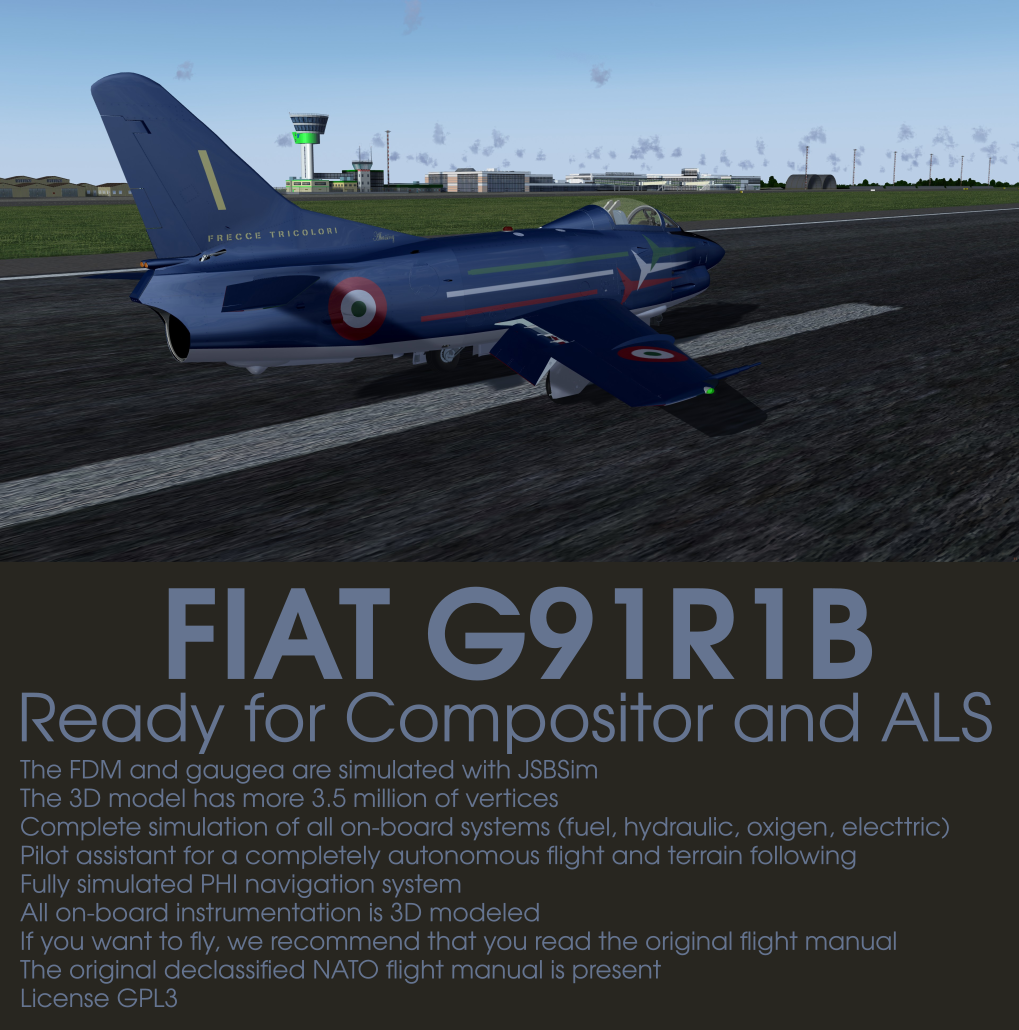 FRECCE TRICOLORI
FIAT G91R1B
Ready for Compositor and ALS
The FDM and gaugea are simulated with JSBSim
The 3D model has more 3.5 million of vertices
Complete simulation of all on-board systems (fuel, hydraulic, oxigen, electtric)
Pilot assistant for a completely autonomous flight and terrain following
Fully simulated PHI navigation system
All on-board instrumentation is 3D modeled
If you want to fly, we recommend that you read the original flight manual
The original declassified NATO flight manual is present
License GPL3